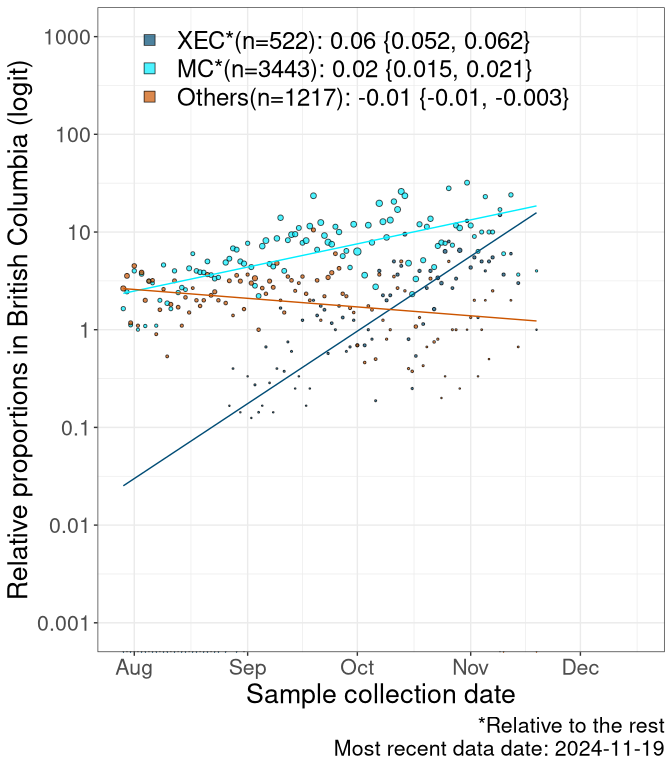 XEC*(n=522): 0.06 {0.052, 0.062}
MC*(n=3443): 0.02 {0.015, 0.021}
Others(n=1217): -0.01 {-0.01, -0.003}
Relative proportions in British Columbia (logit)
1000
100
10
1
0.1
0.01
0.001
Aug Sep Oct Nov Dec
Sample collection date
*Relative to the rest
Most recent data date: 2024-11-19